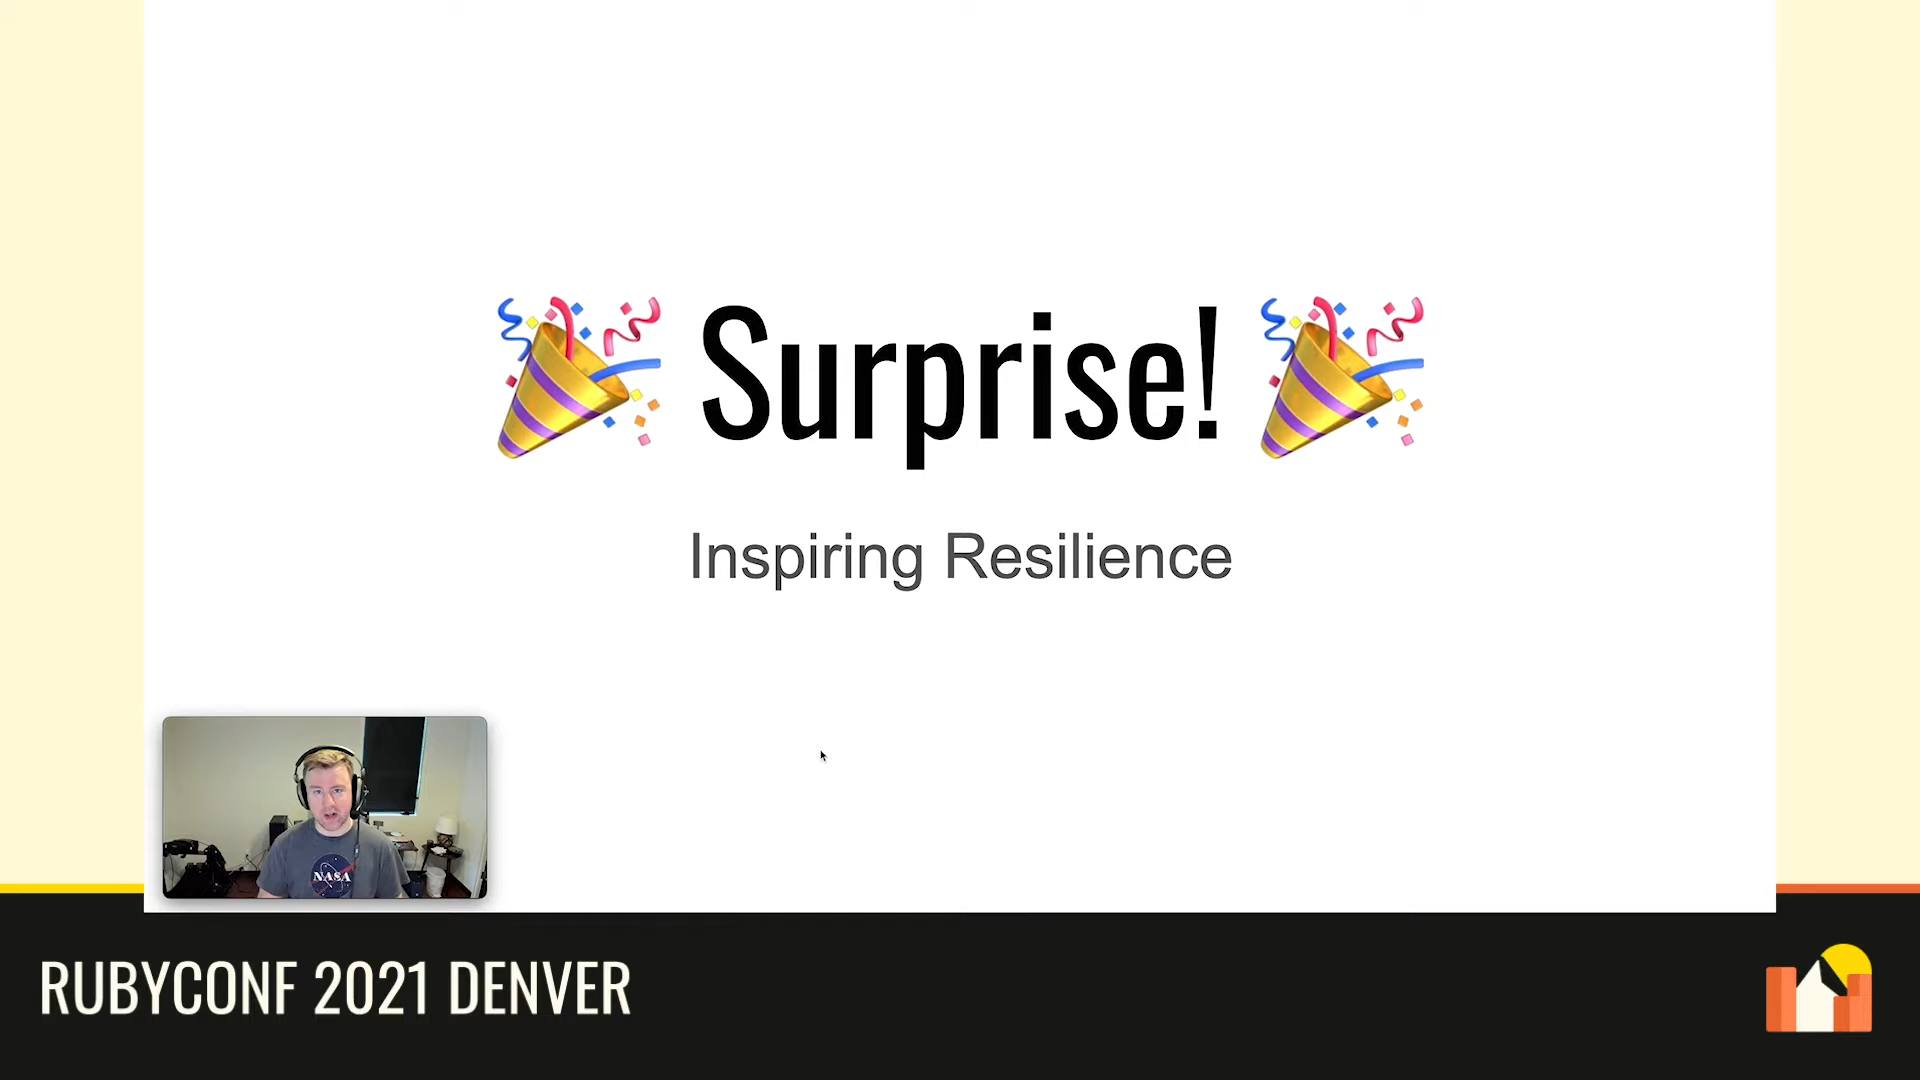 🎉 Surprise! 🎉
Inspiring Resilience
NASA
RUBYCONF 2021 DENVER